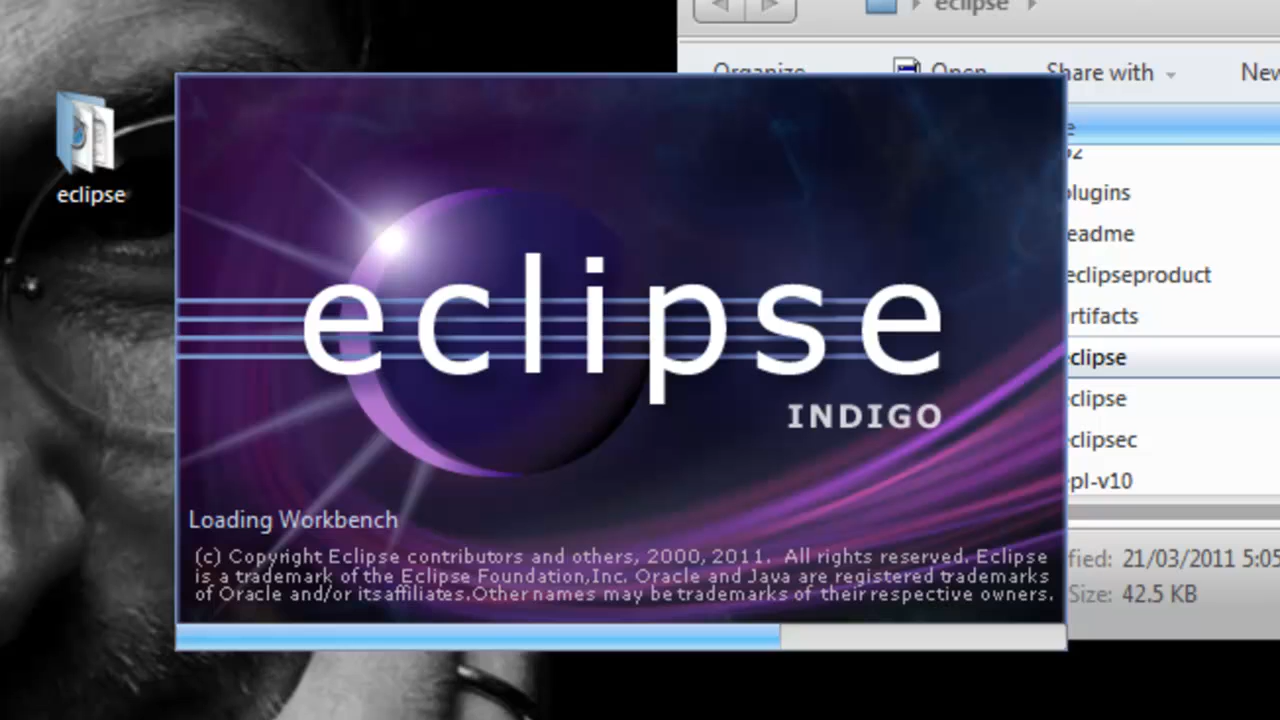 eclipse
Organize
Open
Share with
eclipse
plugins
eclipse
INDIGO
Loading Workbench
(c) Copyright Eclipse contributors and others, 2000, 2011. All rights reserved. Eclipse
is a trademark of the Eclipse Foundation, Inc. Oracle and Java are registered trademarks
of Oracle and/or its affiliates. Other names may be trademarks of their respective owners.
eadme
eclipseproduct
rtifacts
clipse
clipse
clipsec
pl-v10
fied: 21/03/2011 5:05
Size: 42.5 KB